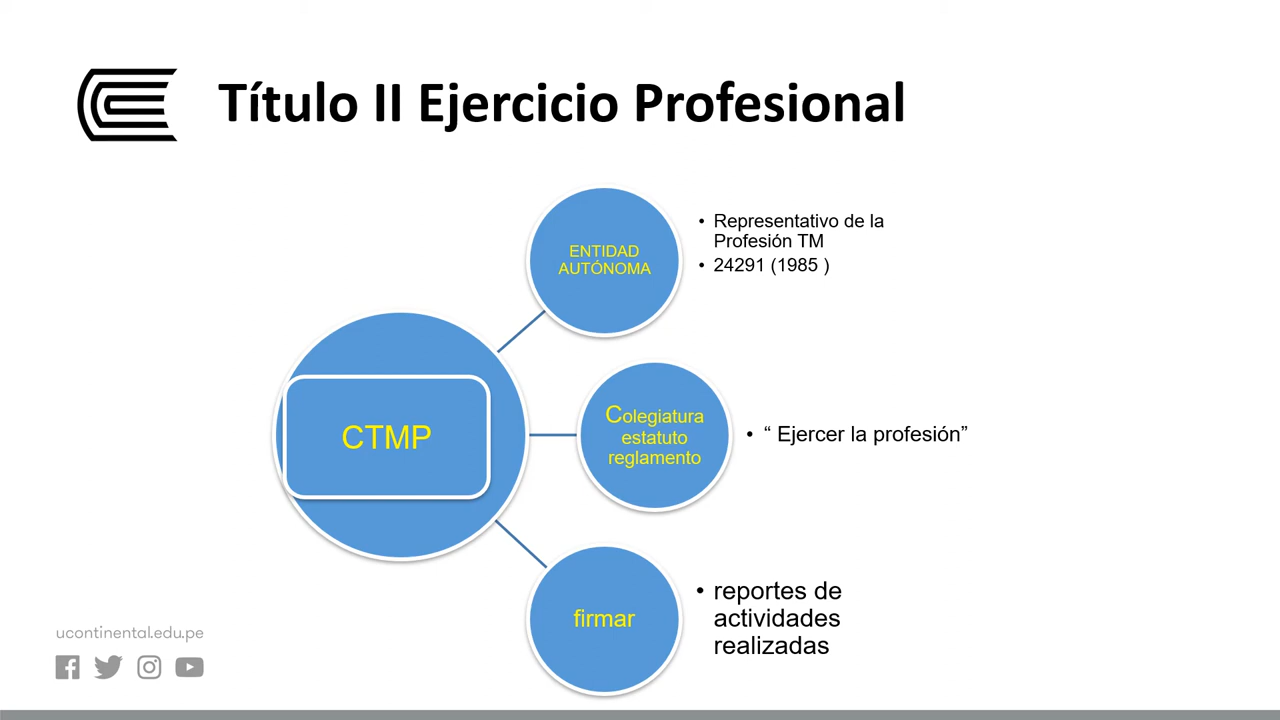 Título II Ejercicio Profesional
ENTIDAD
AUTÓNOMA
• Representativo de la
Profesión TM
• 24291 (1985 )
CTMP
Colegiatura
estatuto
reglamento
• “ Ejercer la profesión”
firmar
• reportes de
actividades
realizadas
ucontinental.edu.pe